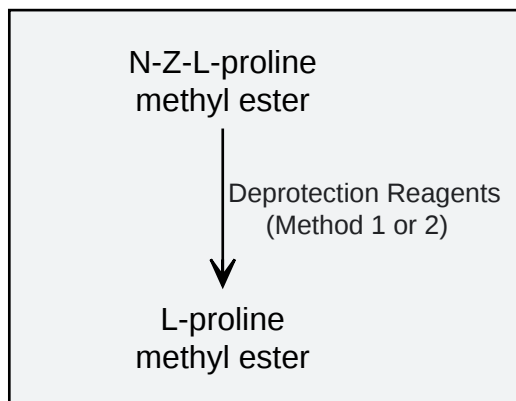 N-Z-L-proline
methyl ester
Deprotection Reagents
(Method 1 or 2)
L-proline
methyl ester